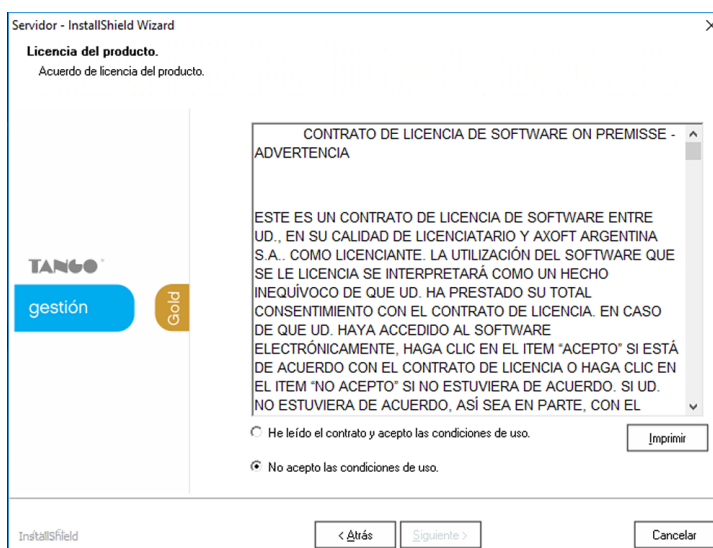 Servidor - InstallShield Wizard
Licencia del producto.
Acuerdo de licencia del producto.
TANGO
gestión
Gold
CONTRATO DE LICENCIA DE SOFTWARE ON PREMISSE -
ADVERTENCIA
ESTE ES UN CONTRATO DE LICENCIA DE SOFTWARE ENTRE
UD., EN SU CALIDAD DE LICENCIATARIO Y AXOFT ARGENTINA
S.A.. COMO LICENCIANTE. LA UTILIZACIÓN DEL SOFTWARE QUE
SE LE LICENCIA SE INTERPRETARÁ COMO UN HECHO
INEQUÍVOCO DE QUE UD. HA PRESTADO SU TOTAL
CONSENTIMIENTO CON EL CONTRATO DE LICENCIA. EN CASO
DE QUE UD. HAYA ACCEDIDO AL SOFTWARE
ELECTRÓNICAMENTE, HAGA CLIC EN EL ITEM “ACEPTO” SI ESTÁ
DE ACUERDO CON EL CONTRATO DE LICENCIA O HAGA CLIC EN
EL ITEM “NO ACEPTO” SI NO ESTUVIERA DE ACUERDO. SI UD.
NO ESTUVIERA DE ACUERDO, ASÍ SEA EN PARTE, CON EL
He leído el contrato y acepto las condiciones de uso.
Imprimir
No acepto las condiciones de uso.
InstallShield
< Atrás
Siguiente >
Cancelar